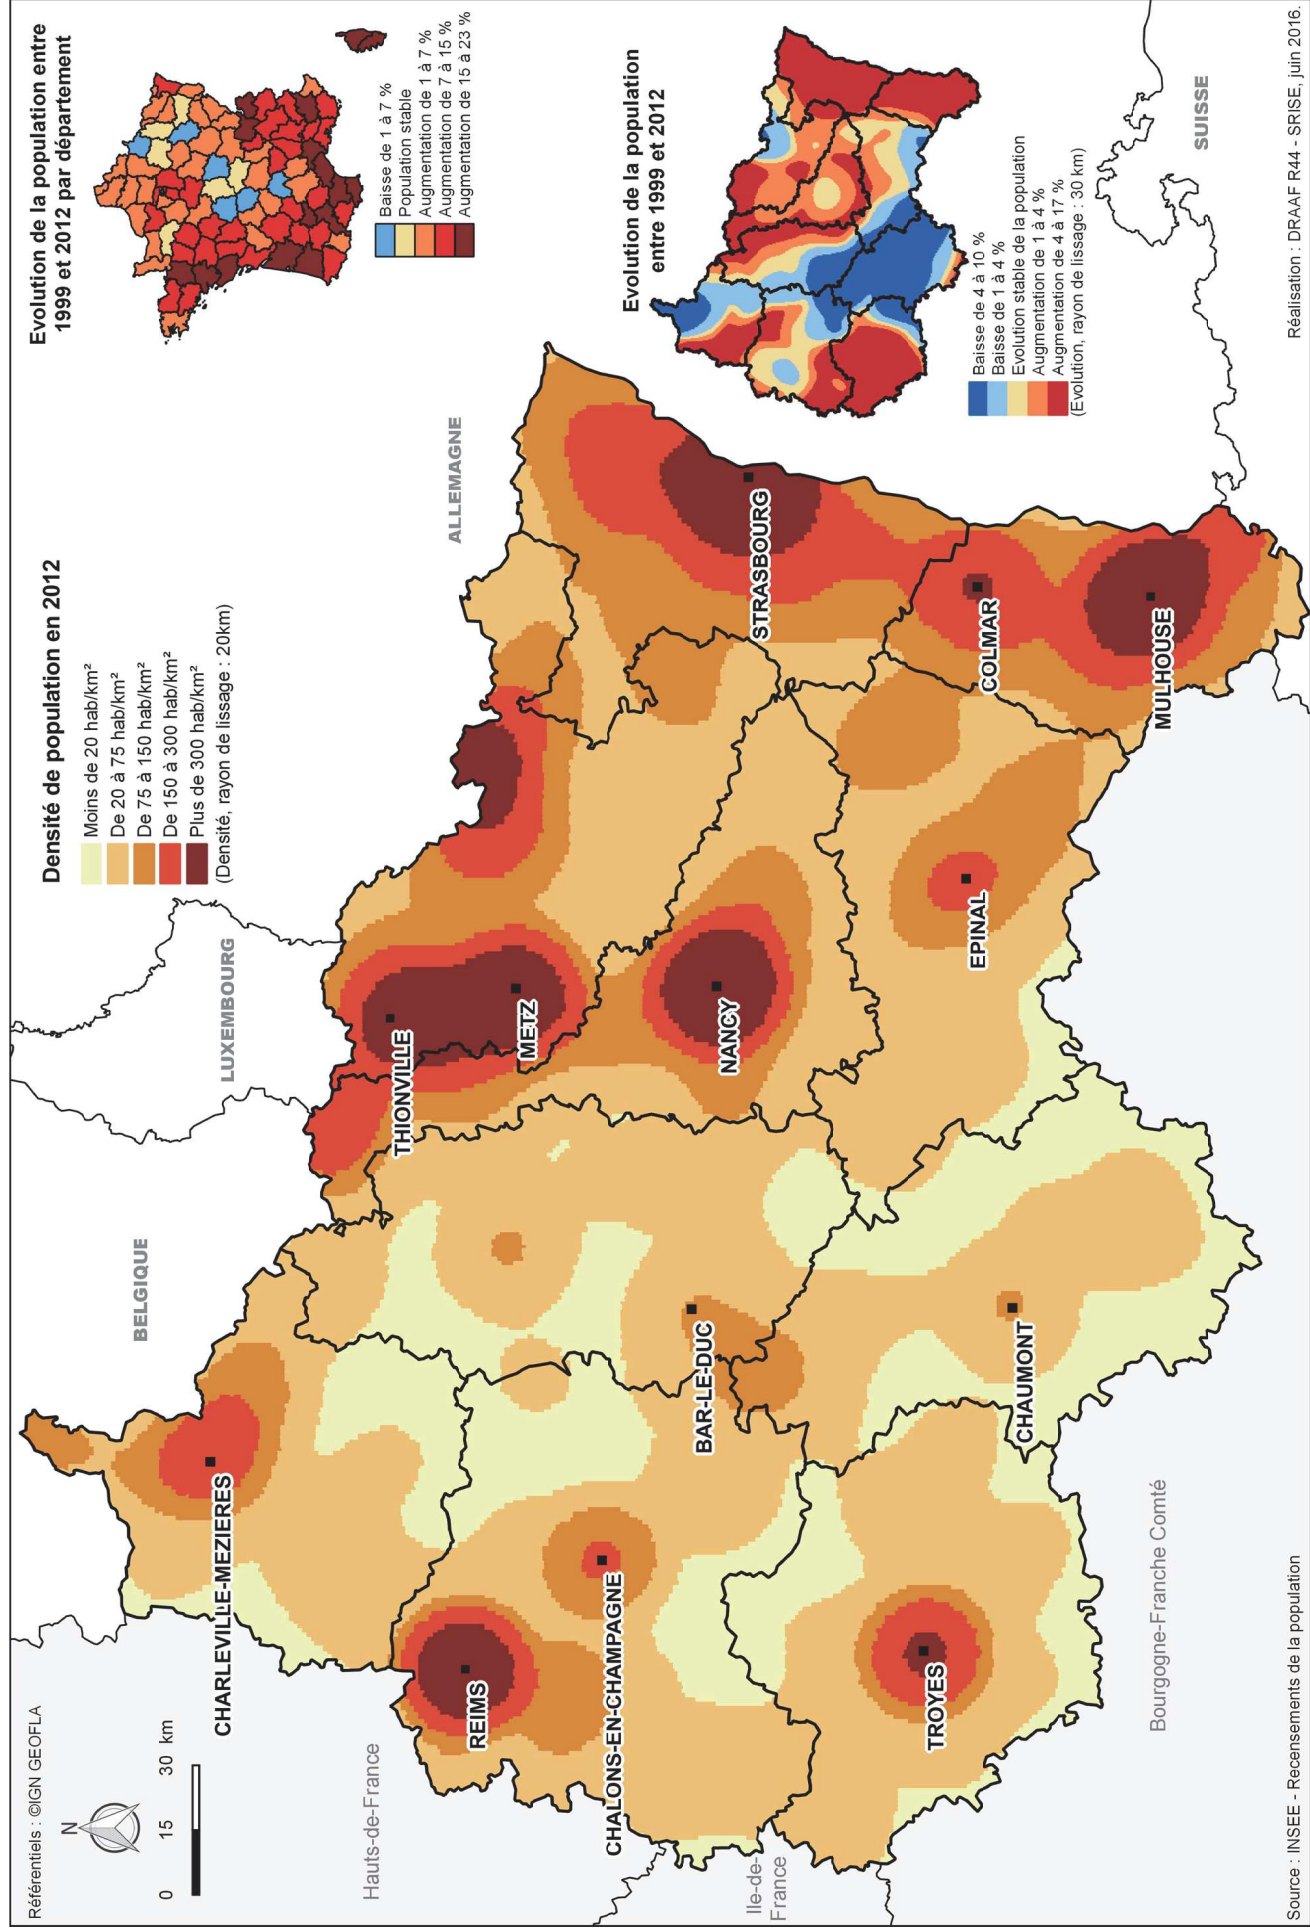 Référentiels : ©IGN GEOFLA
N
0 15 30 km
Densité de population en 2012
Moins de 20 hab/km²
De 20 à 75 hab/km²
De 75 à 150 hab/km²
De 150 à 300 hab/km²
Plus de 300 hab/km²
(Densité, rayon de lissage : 20km)
Evolution de la population entre
1999 et 2012 par département
Baisse de 1 à 7 %
Population stable
Augmentation de 1 à 7 %
Augmentation de 7 à 15 %
Augmentation de 15 à 23 %
BELGIQUE
LUXEMBOURG
ALLEMAGNE
CHARLEVILLE-MEZIERES
Hauts-de-France
THIONVILLE
REIMS
METZ
CHALONS-EN-CHAMPAGNE
BAR-LE-DUC
NANCY
STRASBOURG
Ile-de-
France
TROYES
CHAUMONT
EPINAL
COLMAR
MULHOUSE
Bourgogne-Franche Comté
SUISSE
Evolution de la population
entre 1999 et 2012
Baisse de 4 à 10 %
Baisse de 1 à 4 %
Evolution stable de la population
Augmentation de 1 à 4 %
Augmentation de 4 à 17 %
(Evolution, rayon de lissage : 30 km)
Source : INSEE - Recensements de la population
Réalisation : DRAAF R44 - SRISE, juin 2016.